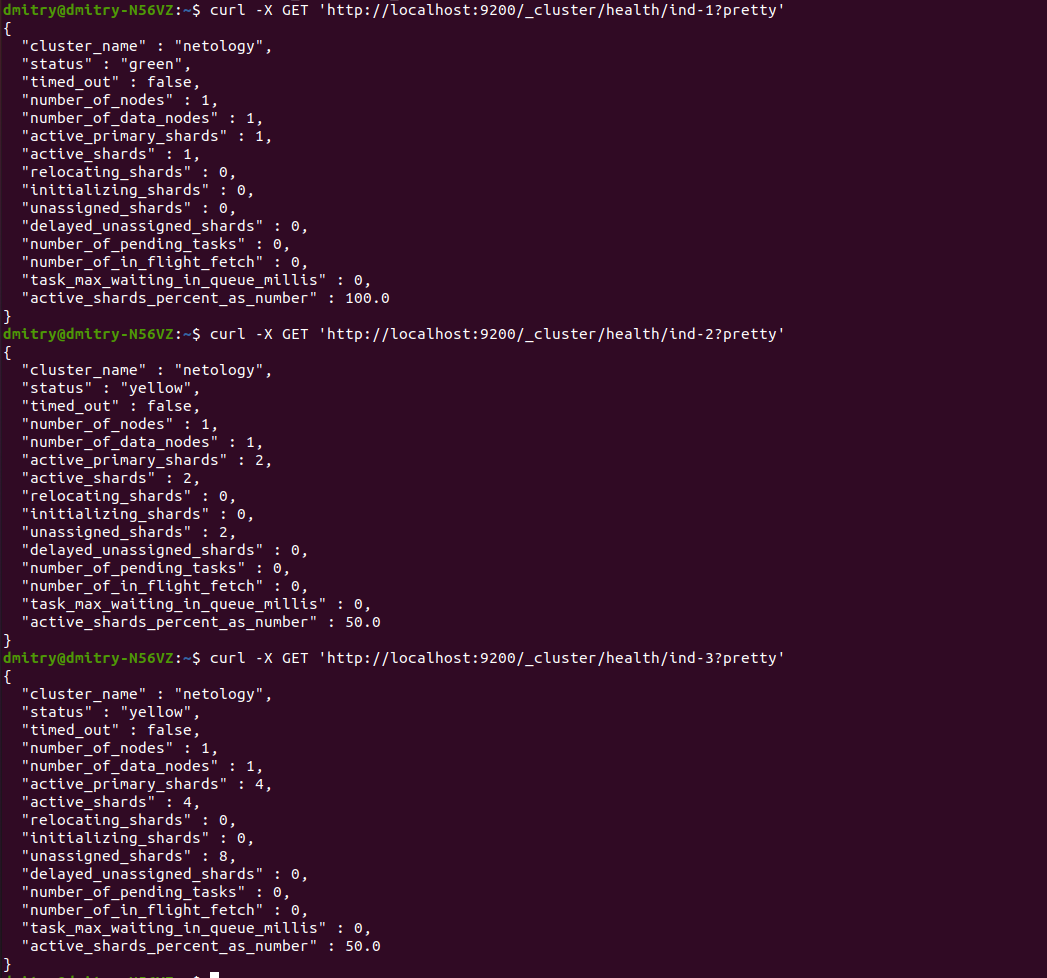 dmitry@dmitry-N56VZ:~$ curl -X GET 'http://localhost:9200/_cluster/health/ind-1?pretty'
{
  "cluster_name" : "netology",
  "status" : "green",
  "timed_out" : false,
  "number_of_nodes" : 1,
  "number_of_data_nodes" : 1,
  "active_primary_shards" : 1,
  "active_shards" : 1,
  "relocating_shards" : 0,
  "initializing_shards" : 0,
  "unassigned_shards" : 0,
  "delayed_unassigned_shards" : 0,
  "number_of_pending_tasks" : 0,
  "number_of_in_flight_fetch" : 0,
  "task_max_waiting_in_queue_millis" : 0,
  "active_shards_percent_as_number" : 100.0
}
dmitry@dmitry-N56VZ:~$ curl -X GET 'http://localhost:9200/_cluster/health/ind-2?pretty'
{
  "cluster_name" : "netology",
  "status" : "yellow",
  "timed_out" : false,
  "number_of_nodes" : 1,
  "number_of_data_nodes" : 1,
  "active_primary_shards" : 2,
  "active_shards" : 2,
  "relocating_shards" : 0,
  "initializing_shards" : 0,
  "unassigned_shards" : 2,
  "delayed_unassigned_shards" : 0,
  "number_of_pending_tasks" : 0,
  "number_of_in_flight_fetch" : 0,
  "task_max_waiting_in_queue_millis" : 0,
  "active_shards_percent_as_number" : 50.0
}
dmitry@dmitry-N56VZ:~$ curl -X GET 'http://localhost:9200/_cluster/health/ind-3?pretty'
{
  "cluster_name" : "netology",
  "status" : "yellow",
  "timed_out" : false,
  "number_of_nodes" : 1,
  "number_of_data_nodes" : 1,
  "active_primary_shards" : 4,
  "active_shards" : 4,
  "relocating_shards" : 0,
  "initializing_shards" : 0,
  "unassigned_shards" : 8,
  "delayed_unassigned_shards" : 0,
  "number_of_pending_tasks" : 0,
  "number_of_in_flight_fetch" : 0,
  "task_max_waiting_in_queue_millis" : 0,
  "active_shards_percent_as_number" : 50.0
}